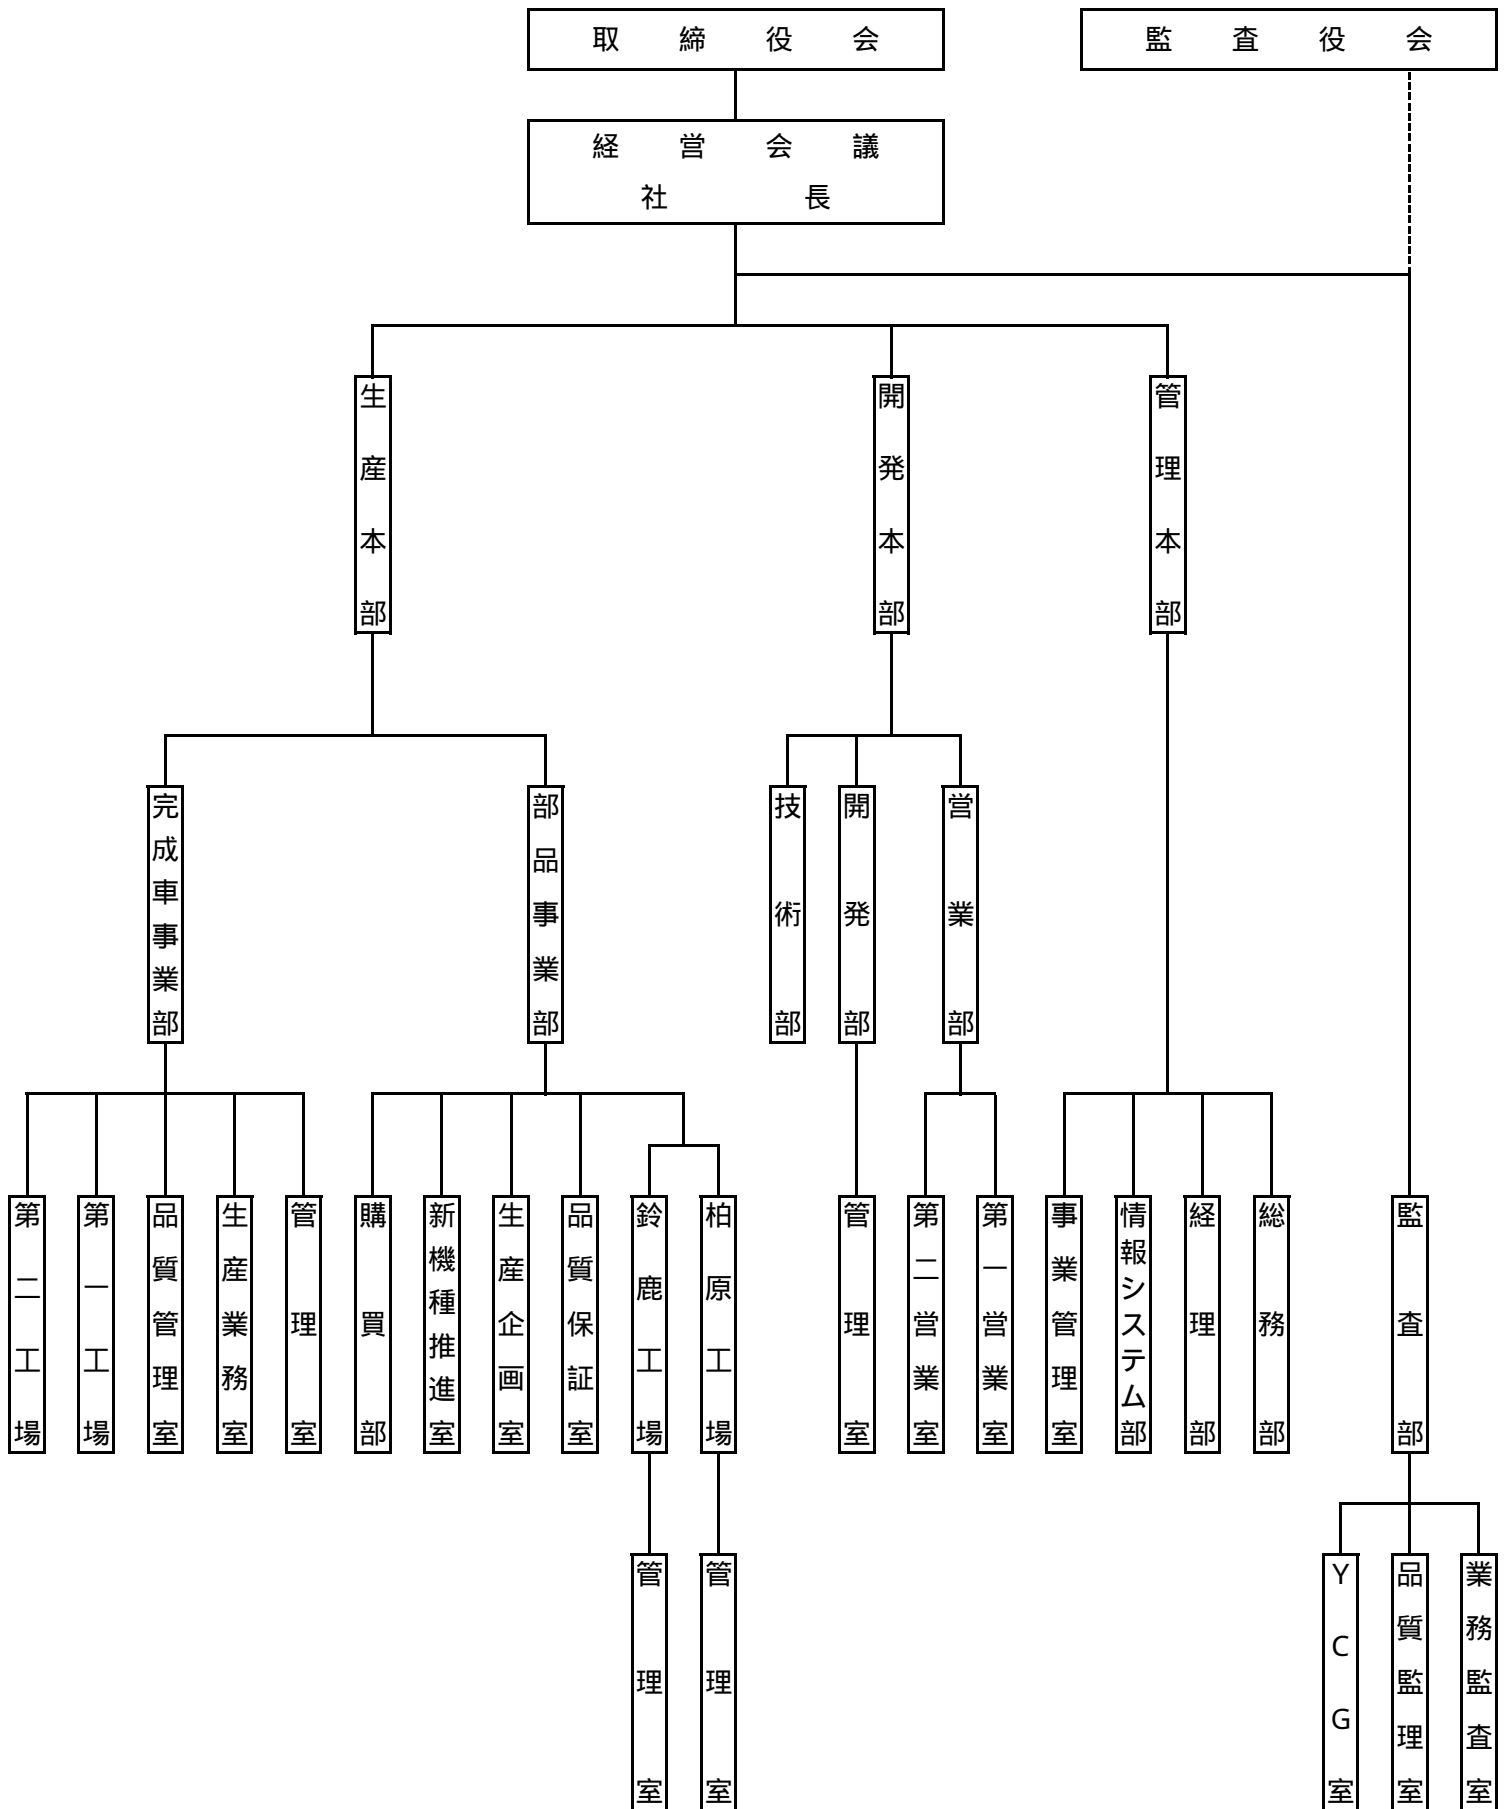 取締役会
監査役会
経営会議
社長
生産本部
開発本部
管理本部
完成車事業部
部品事業部
技術部
開発部
営業部
第二工場
第一工場
品質管理室
生産業務室
管理室
購買部
新機種推進室
生産企画室
品質保証室
鈴鹿工場
柏原工場
管理室
第二営業室
第一営業室
事業管理室
情報システム部
経理部
総務部
監査部
管理室
管理室
ＹＣＧ室
品質監理室
業務監査室